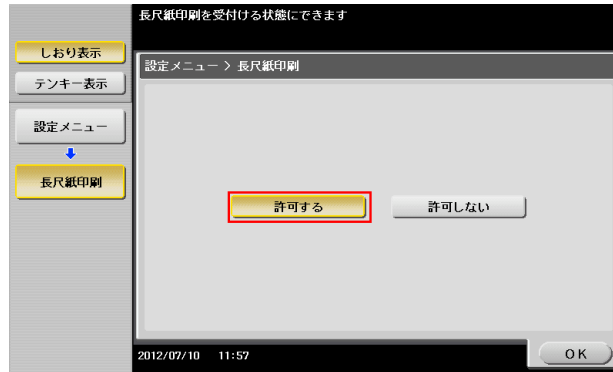 長尺紙印刷を受付ける状態にできます
しおり表示
テンキー表示
設定メニュー
長尺紙印刷
設定メニュー > 長尺紙印刷
許可する
許可しない
2012/07/10 11:57
OK